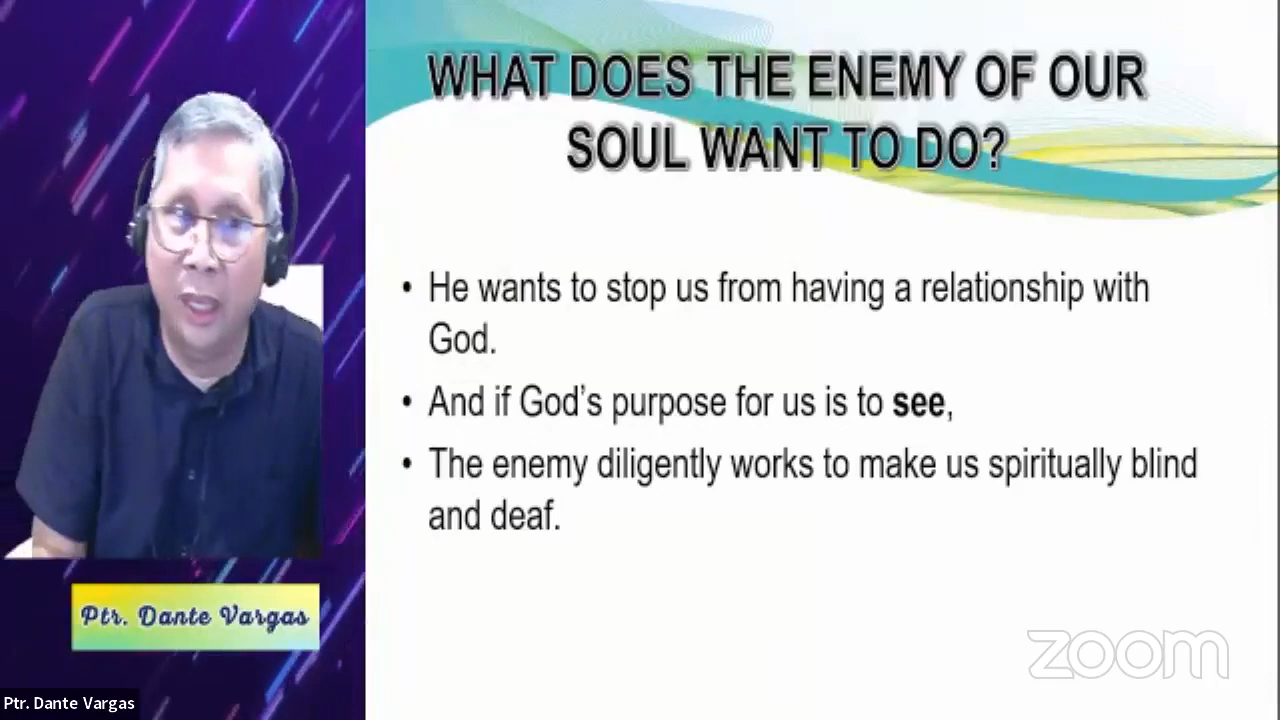 WHAT DOES THE ENEMY OF OUR
SOUL WANT TO DO?
• He wants to stop us from having a relationship with
God.
• And if God’s purpose for us is to see,
• The enemy diligently works to make us spiritually blind
and deaf.
Ptr. Dante Vargas
zoom
Ptr. Dante Vargas